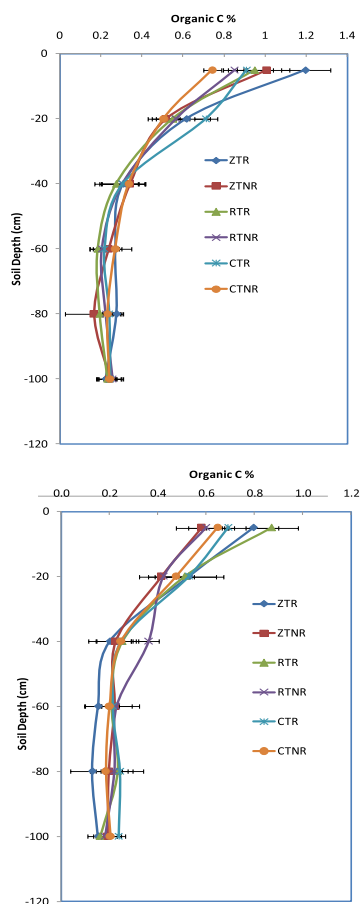 Organic C %
0 0.2 0.4 0.6 0.8 1 1.2 1.4
0
-20
-40
-60
-80
-100
-120
Soil Depth (cm)
ZTR
ZTNR
RTR
RTNR
CTR
CTNR
Organic C %
0.0 0.2 0.4 0.6 0.8 1.0 1.2
0
-20
-40
-60
-80
-100
-120
Soil Depth (cm)
ZTR
ZTNR
RTR
RTNR
CTR
CTNR